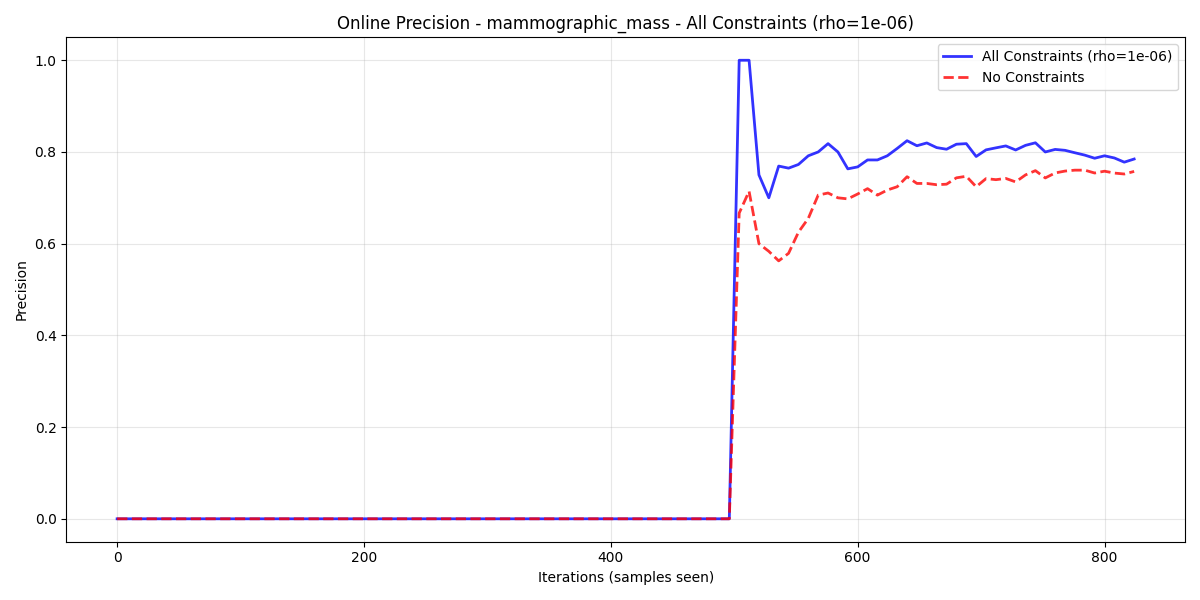 Online Precision - mammographic_mass - All Constraints (rho=1e-06)
All Constraints (rho=1e-06)
No Constraints
1.0
0.8
0.6
0.4
0.2
0.0
Precision
0 200 400 600 800
Iterations (samples seen)